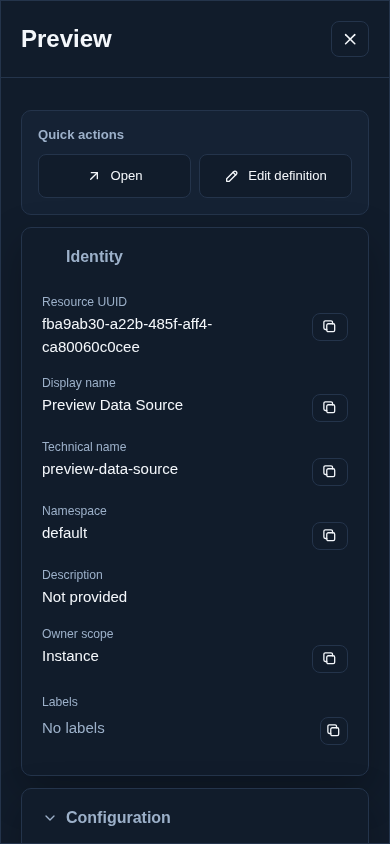 Preview
Quick actions
Open
Edit definition
Identity
Resource UUID
fba9ab30-a22b-485f-aff4-
ca80060c0cee
Display name
Preview Data Source
Technical name
preview-data-source
Namespace
default
Description
Not provided
Owner scope
Instance
Labels
No labels
Configuration